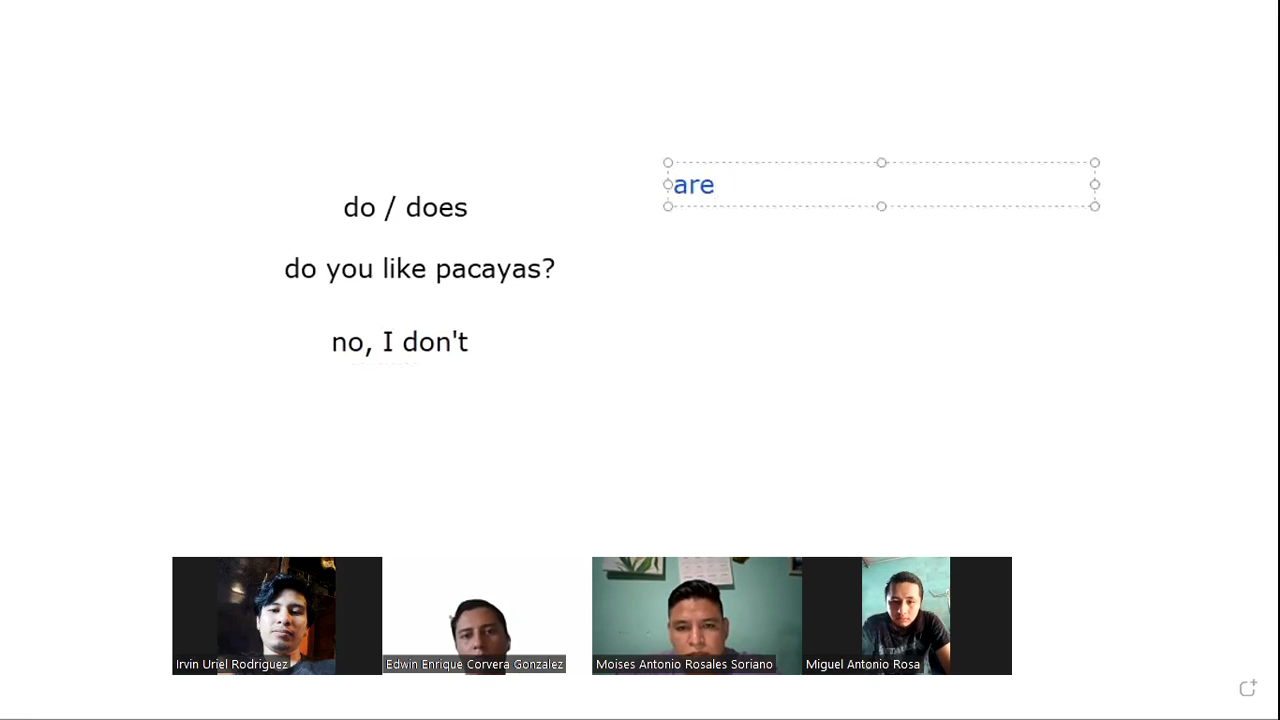 are
do / does
do you like pacayas?
no, I don't
Irvin Uriel Rodriguez
Edwin Enrique Corvera Gonzalez
Moises Antonio Rosales Soriano
Miguel Antonio Rosa